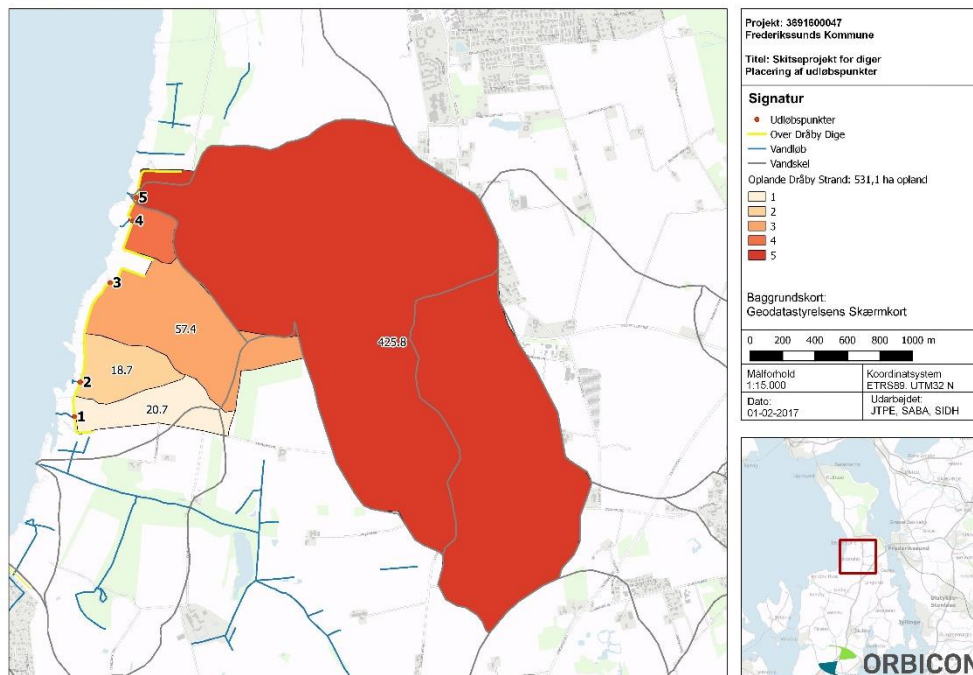 5
4
3
57.4
425.8
2
18.7
1
20.7
Projekt: 3691600047
Frederikssunds Kommune
Titel: Skitseprojekt for diger
Placering af udløbspunkter
Signatur
Udløbspunkter
Over Dråby Dige
Vandløb
Vandskel
Oplande Dråby Strand: 531,1 ha opland
1
2
3
4
5
Baggrundskort:
Geodatastyrelsens Skærmkort
0 200 400 600 800 1000 m
Målforhold
1:15.000
Koordinatsystem
ETRS89. UTM32 N
Dato:
01-02-2017
Udarbejdet:
JTPE, SABA, SIDH
Frederikssund
ORBICON